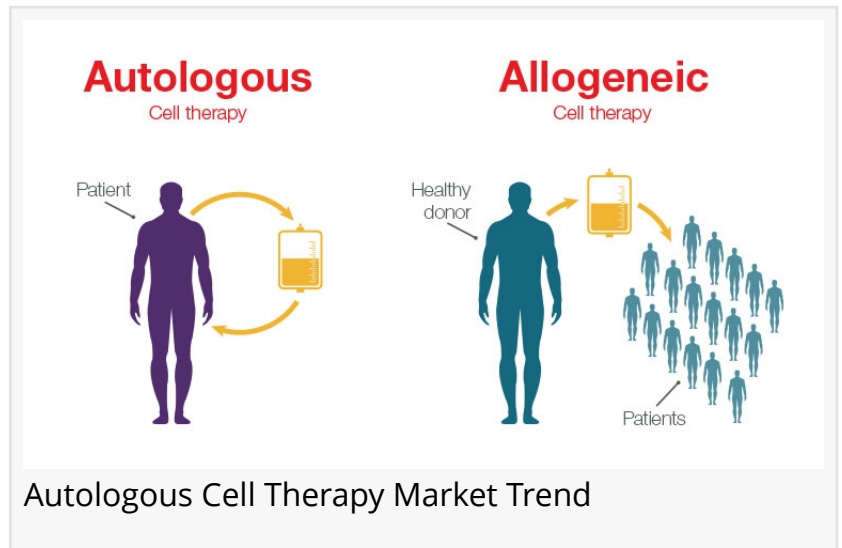 Autologous
Cell therapy
Patient
Allogeneic
Cell therapy
Healthy
donor
Patients
Autologous Cell Therapy Market Trend